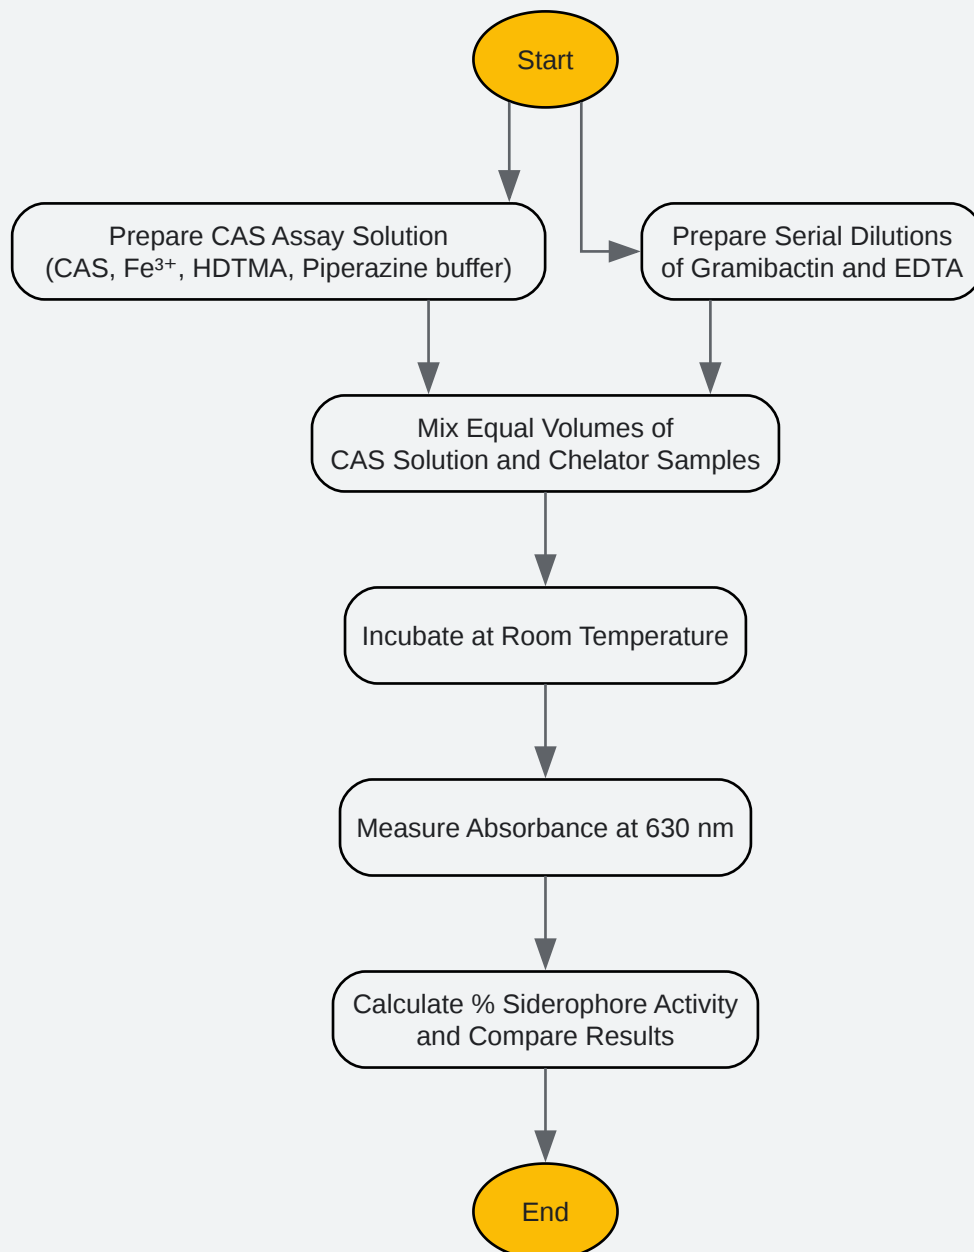 Start
Prepare CAS Assay Solution
(CAS, Fe³⁺, HDTMA, Piperazine buffer)
Prepare Serial Dilutions
of Gramibactin and EDTA
Mix Equal Volumes of
CAS Solution and Chelator Samples
Incubate at Room Temperature
Measure Absorbance at 630 nm
Calculate % Siderophore Activity
and Compare Results
End